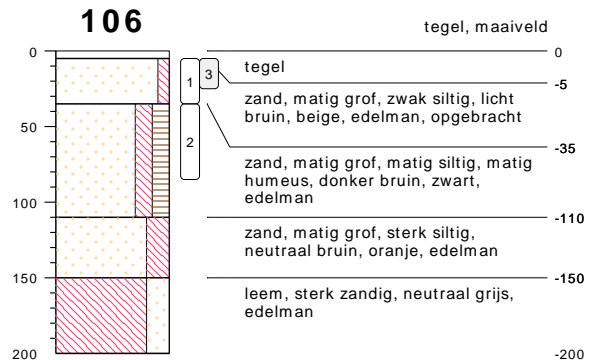 106
tegel, maaiveld
0
0
tegel
1
3
-5
zand, matig grof, zwak siltig, licht
bruin, beige, edelman, opgebracht
50
2
-35
zand, matig grof, matig siltig, matig
humeus, donker bruin, zwart,
edelman
100
-110
zand, matig grof, sterk siltig,
neutraal bruin, oranje, edelman
150
-150
leem, sterk zandig, neutraal grijs,
edelman
200
-200